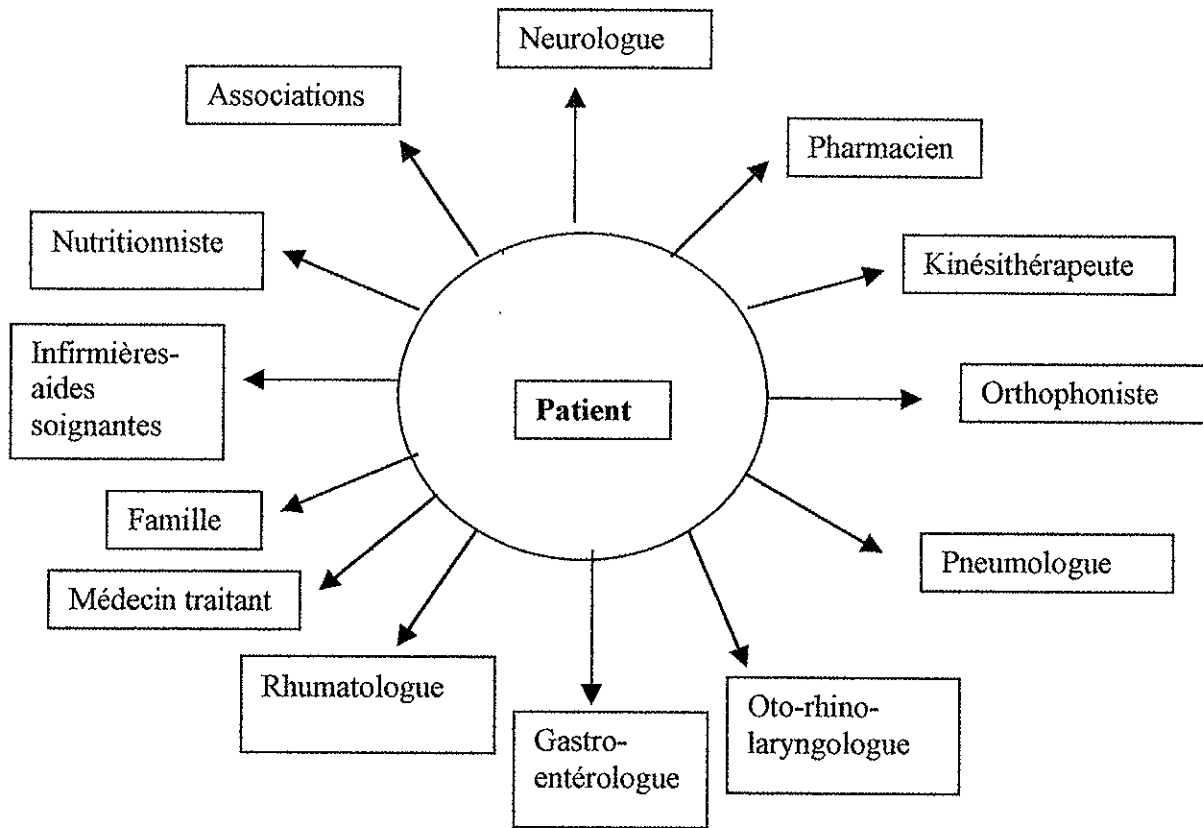 Neurologue
Associations
Pharmacien
Nutritionniste
Kinésithérapeute
Infirmières-
aides
soignantes
Patient
Orthophoniste
Famille
Pneumologue
Médecin traitant
Rhumatologue
Oto-rhino-
laryngologue
Gastro-
entérologue